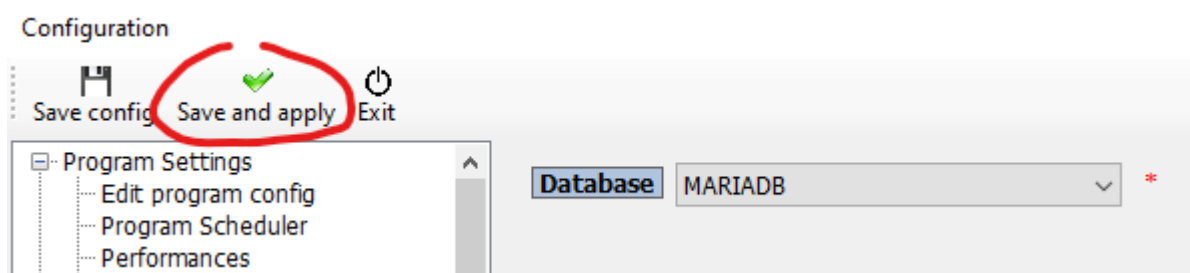 Configuration
Save config Save and apply Exit
Program Settings
Edit program config
Program Scheduler
Performances
Database MARIADB *